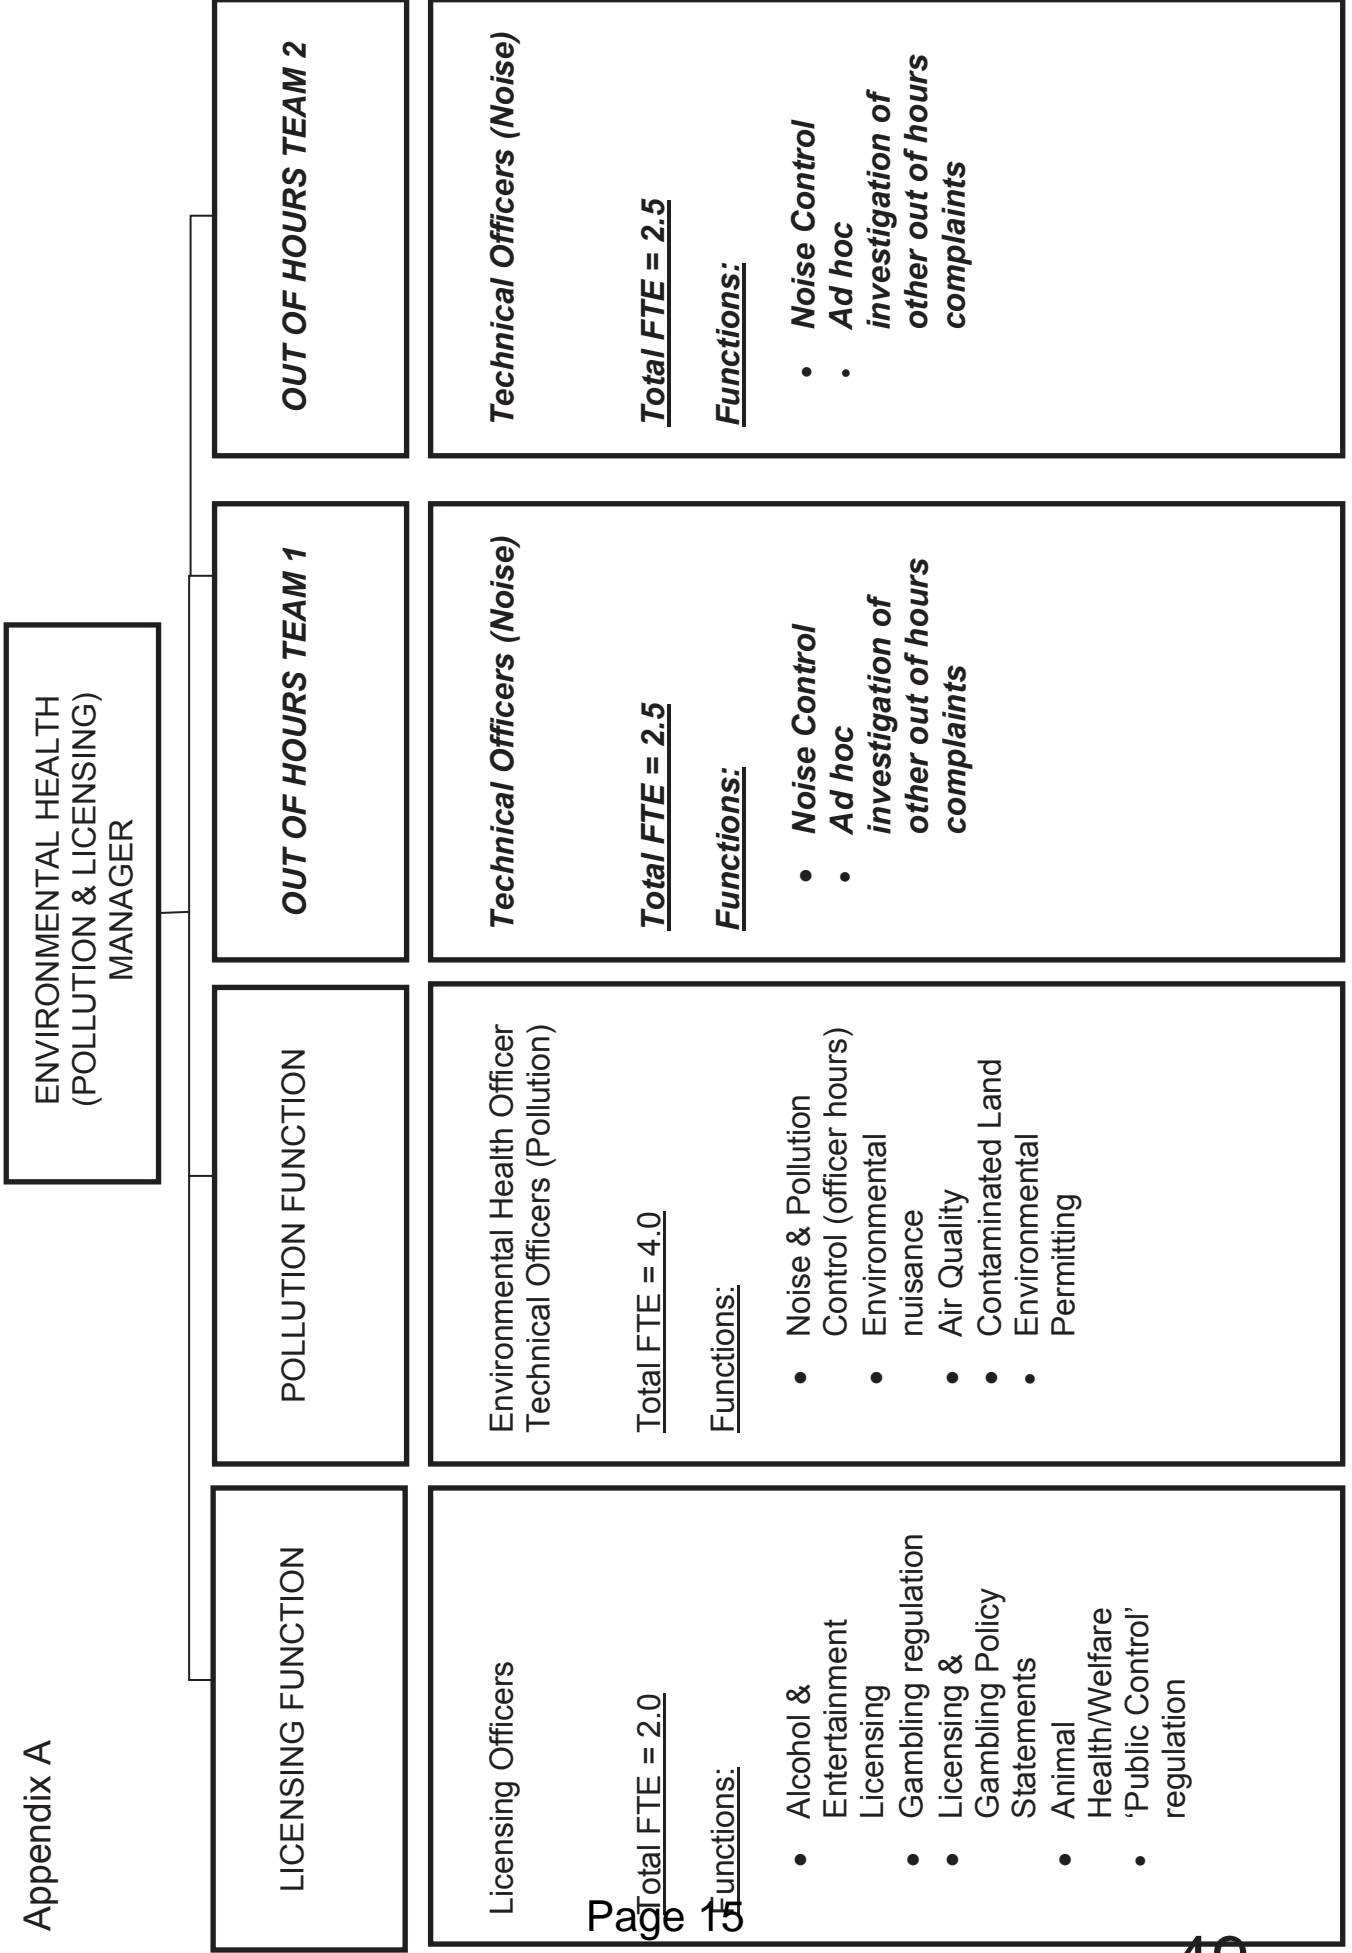 Appendix A
ENVIRONMENTAL HEALTH
(POLLUTION & LICENSING)
MANAGER
LICENSING FUNCTION
Licensing Officers
Total FTE = 2.0
Functions:
• Alcohol &
Entertainment
Licensing
• Gambling regulation
• Licensing &
Gambling Policy
Statements
• Animal
Health/Welfare
• ‘Public Control’
regulation
POLLUTION FUNCTION
Environmental Health Officer
Technical Officers (Pollution)
Total FTE = 4.0
Functions:
• Noise & Pollution
Control (officer hours)
• Environmental
nuisance
• Air Quality
• Contaminated Land
• Environmental
Permitting
OUT OF HOURS TEAM 1
Technical Officers (Noise)
Total FTE = 2.5
Functions:
• Noise Control
• Ad hoc
investigation of
other out of hours
complaints
OUT OF HOURS TEAM 2
Technical Officers (Noise)
Total FTE = 2.5
Functions:
• Noise Control
• Ad hoc
investigation of
other out of hours
complaints
Page 15